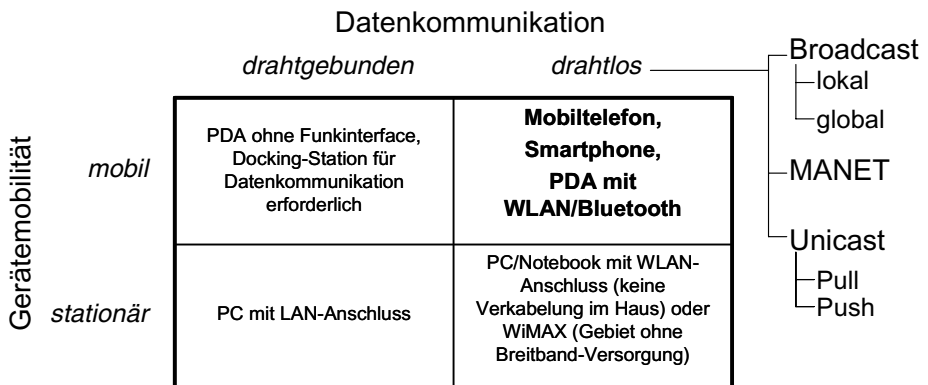 Datenkommunikation
drahtgebunden
drahtlos
Gerätemobilität
mobil
PDA ohne Funkinterface,
Docking-Station für
Datenkommunikation
erforderlich
Mobiltelefon,
Smartphone,
PDA mit
WLAN/Bluetooth
stationär
PC mit LAN-Anschluss
PC/Notebook mit WLAN-
Anschluss (keine
Verkabelung im Haus) oder
WiMAX (Gebiet ohne
Breitband-Versorgung)
Broadcast
lokal
global
MANET
Unicast
Pull
Push